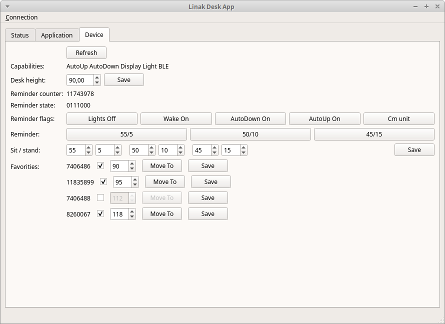 Linak Desk App
Connection
Status Application Device
Refresh
Capabilities: AutoUp AutoDown Display Light BLE
Desk height: 90,00 Save
Reminder counter: 11743978
Reminder state: 0111000
Reminder flags: Lights Off Wake On AutoDown On AutoUp On Cm unit
Reminder: 55/5 50/10 45/15
Sit / stand: 55 5 50 10 45 15 Save
Favorities: 7406486 90 Move To Save
11835899 95 Move To Save
7406488 112 Move To Save
8260067 118 Move To Save